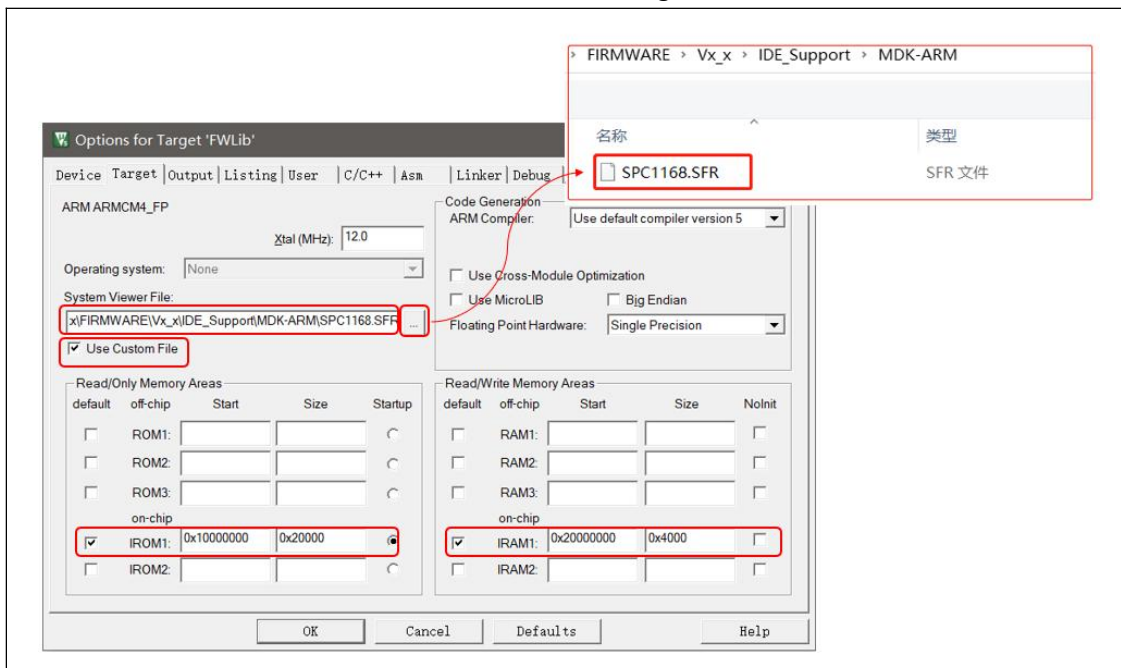 › FIRMWARE › Vx_x › IDE_Support › MDK-ARM
名称 类型
SPC1168.SFR SFR 文件
Options for Target 'FWLib'
Device Target Output Listing User C/C++ Asm Linker Debug
ARM ARMCM4_FP
Xtal (MHz): 12.0
Operating system: None
System Viewer File:
x\FIRMWARE\Vx_x\IDE_Support\MDK-ARM\SPC1168.SFR ...
Use Custom File
Code Generation
ARM Compiler: Use default compiler version 5
Use Cross-Module Optimization
Use MicroLIB Big Endian
Floating Point Hardware: Single Precision
Read/Only Memory Areas
default off-chip Start Size Startup
ROM1:
ROM2:
ROM3:
on-chip
IROM1: 0x10000000 0x20000
IROM2:
Read/Write Memory Areas
default off-chip Start Size NoInit
RAM1:
RAM2:
RAM3:
on-chip
IRAM1: 0x20000000 0x4000
IRAM2:
OK Cancel Defaults Help